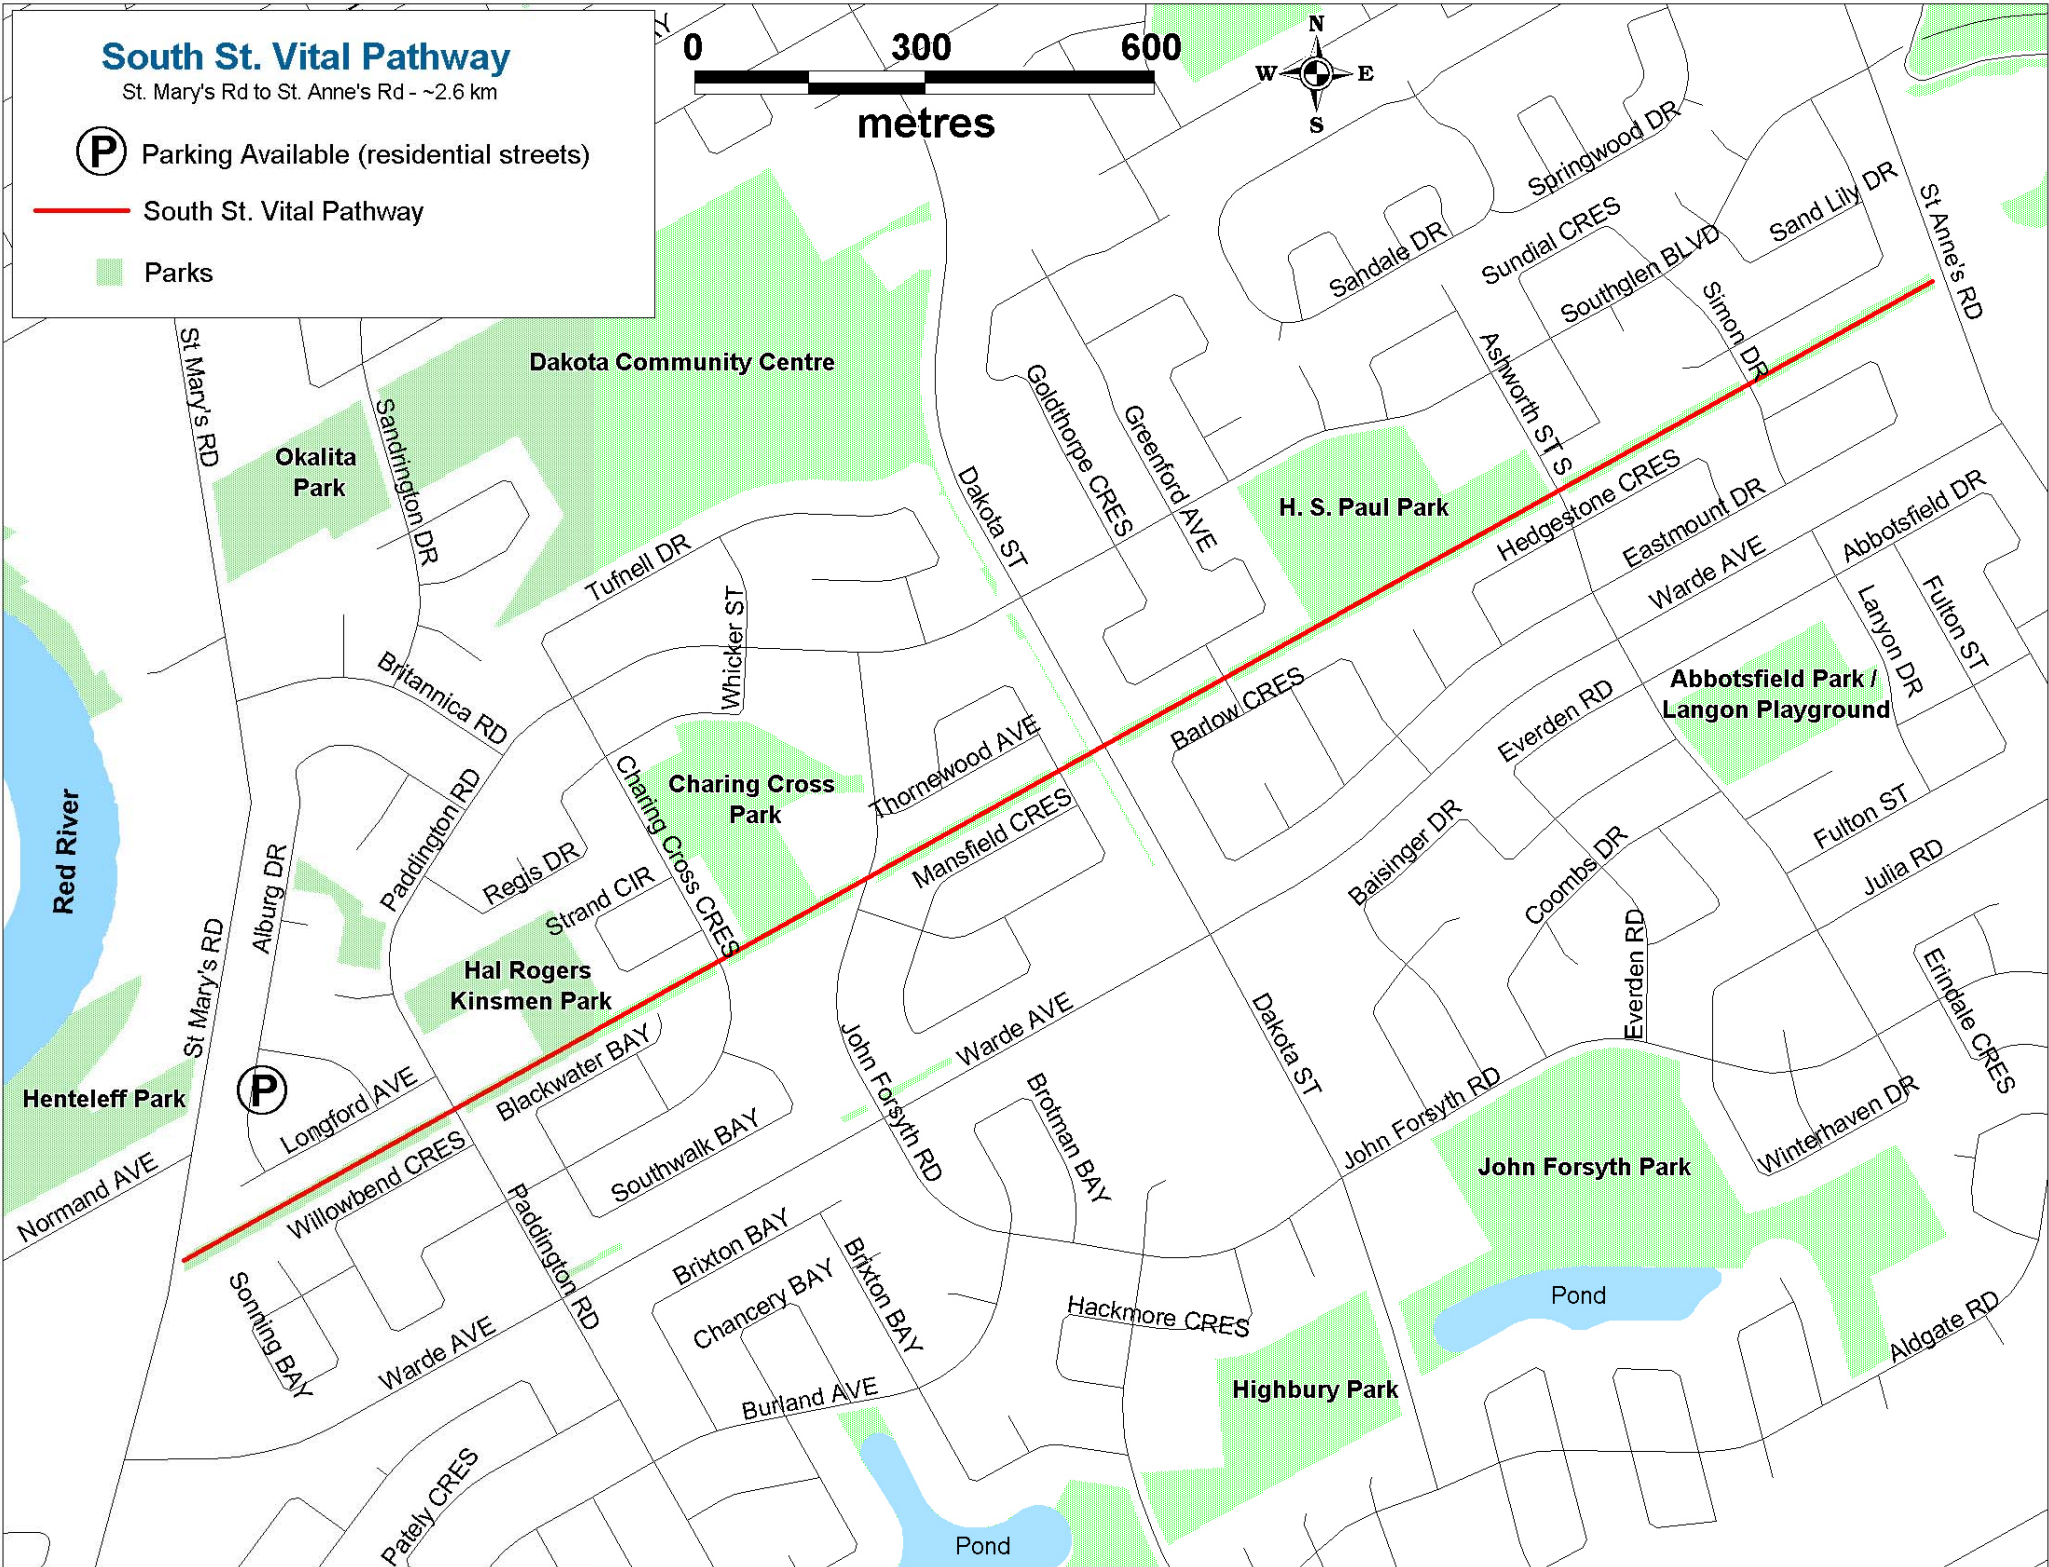 South St. Vital Pathway
St. Mary's Rd to St. Anne's Rd - ~2.6 km
P Parking Available (residential streets)
South St. Vital Pathway
Parks
0 300 600
metres
N
W E
S
Springwood DR
Sand Lily DR
St Anne's RD
Sundial CRES
Sandale DR
Southglen BLVD
Simon DR
Ashworth ST S
St Mary's RD
Dakota Community Centre
Okalita
Park
Sandrington DR
Goldthorpe CRES
Greenford AVE
Dakota ST
H. S. Paul Park
Hedgestone CRES
Eastmount DR
Warde AVE
Abbotsfield DR
Lanyon DR
Fulton ST
Tufnell DR
Whicker ST
Britannica RD
Abbotsfield Park /
Langon Playground
Barlow CRES
Everden RD
Thornewood AVE
Mansfield CRES
Charing Cross
Park
Charing Cross CRES
Paddington RD
Regis DR
Strand CIR
Red River
Alburg DR
St Mary's RD
Baisinger DR
Coombs DR
Everden RD
Fulton ST
Julia RD
Erindale CRES
Hal Rogers
Kinsmen Park
Blackwater BAY
John Forsyth RD
Warde AVE
Dakota ST
Henteleff Park
P
Longford AVE
Willowbend CRES
Normand AVE
Southwalk BAY
Brotman BAY
John Forsyth RD
John Forsyth Park
Winterhaven DR
Paddington RD
Brixton BAY
Chancery BAY
Brixton BAY
Sonning BAY
Warde AVE
Hackmore CRES
Pond
Aldgate RD
Burland AVE
Highbury Park
Pately CRES
Pond